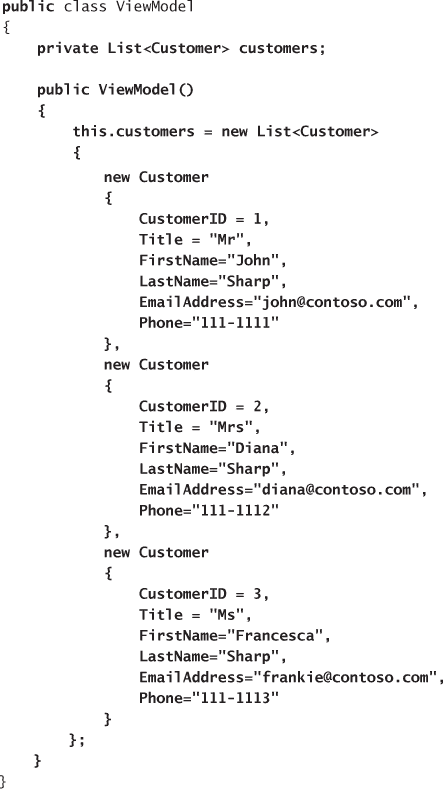 public class ViewModel
{
private List<Customer> customers;
public ViewModel()
{
this.customers = new List<Customer>
{
new Customer
{
CustomerID = 1,
Title = "Mr",
FirstName="John",
LastName="Sharp",
EmailAddress="john@contoso.com",
Phone="111-1111"
},
new Customer
{
CustomerID = 2,
Title = "Mrs",
FirstName="Diana",
LastName="Sharp",
EmailAddress="diana@contoso.com",
Phone="111-1112"
},
new Customer
{
CustomerID = 3,
Title = "Ms",
FirstName="Francesca",
LastName="Sharp",
EmailAddress="frankie@contoso.com",
Phone="111-1113"
}
};
}
}